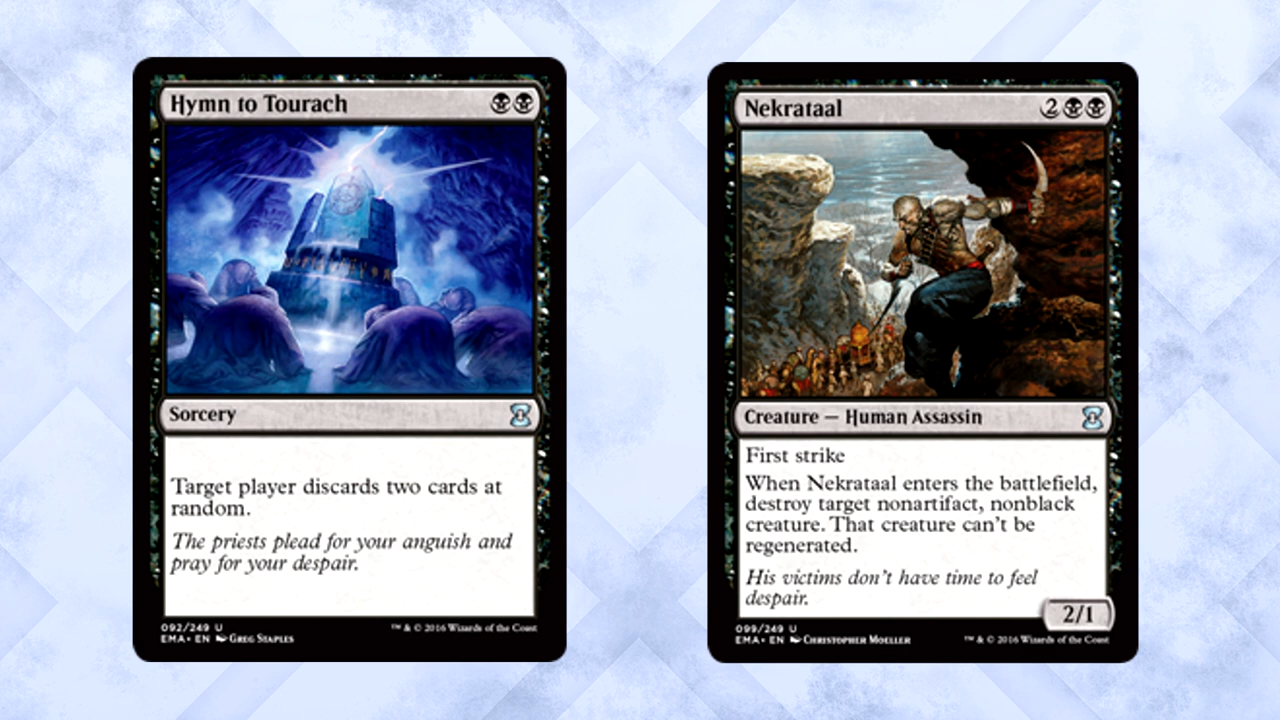 Hymn to Tourach
Sorcery
Target player discards two cards at
random.
The priests plead for your anguish and
pray for your despair.
092/249 U
EMA • EN Greg Staples
™ & © 2016 Wizards of the Coast
Nekrataal
2
Creature — Human Assassin
First strike
When Nekrataal enters the battlefield,
destroy target nonartifact, nonblack
creature. That creature can't be
regenerated.
His victims don't have time to feel
despair.
2/1
099/249 U
EMA • EN Christopher Moeller
™ & © 2016 Wizards of the Coast